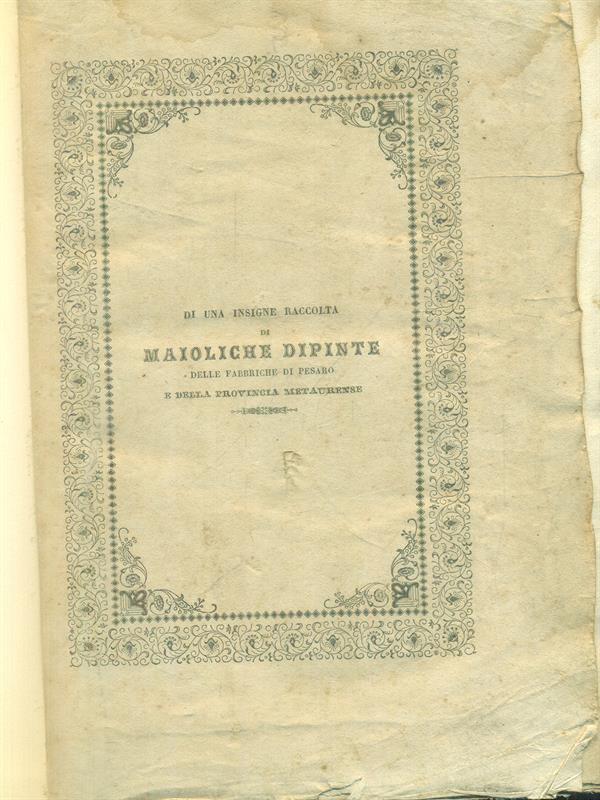 DI UNA INSIGNE RACCOLTA
DI
MAIOLICHE DIPINTE
DELLE FABBRICHE DI PESARO
E DELLA PROVINCIA METAURENSE